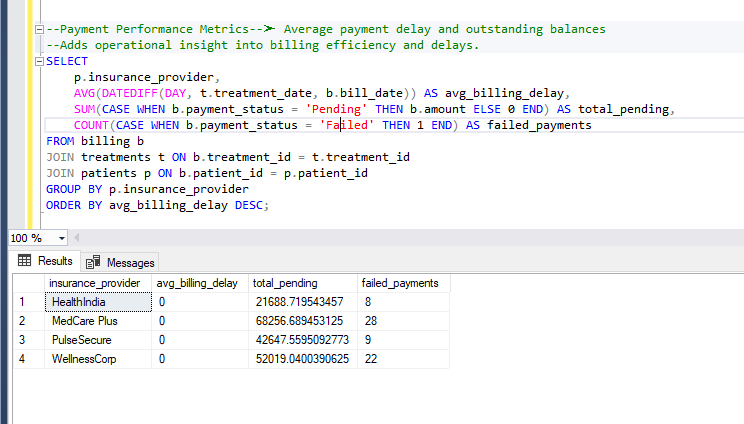 --Payment Performance Metrics--➤ Average payment delay and outstanding balances
--Adds operational insight into billing efficiency and delays.
SELECT
p.insurance_provider,
AVG(DATEDIFF(DAY, t.treatment_date, b.bill_date)) AS avg_billing_delay,
SUM(CASE WHEN b.payment_status = 'Pending' THEN b.amount ELSE 0 END) AS total_pending,
COUNT(CASE WHEN b.payment_status = 'Failed' THEN 1 END) AS failed_payments
FROM billing b
JOIN treatments t ON b.treatment_id = t.treatment_id
JOIN patients p ON b.patient_id = p.patient_id
GROUP BY p.insurance_provider
ORDER BY avg_billing_delay DESC;
100 %
Results Messages
insurance_provider avg_billing_delay total_pending failed_payments
1 HealthIndia 0 21688.719543457 8
2 MedCare Plus 0 68256.689453125 28
3 PulseSecure 0 42647.5595092773 9
4 WellnessCorp 0 52019.0400390625 22